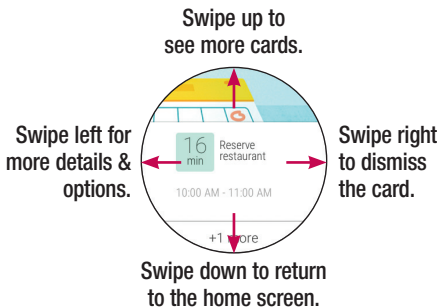 Swipe up to
see more cards.
Swipe left for
more details &
options.
16
min
Reserve
restaurant
10:00 AM - 11:00 AM
Swipe right
to dismiss
the card.
+1 more
Swipe down to return
to the home screen.